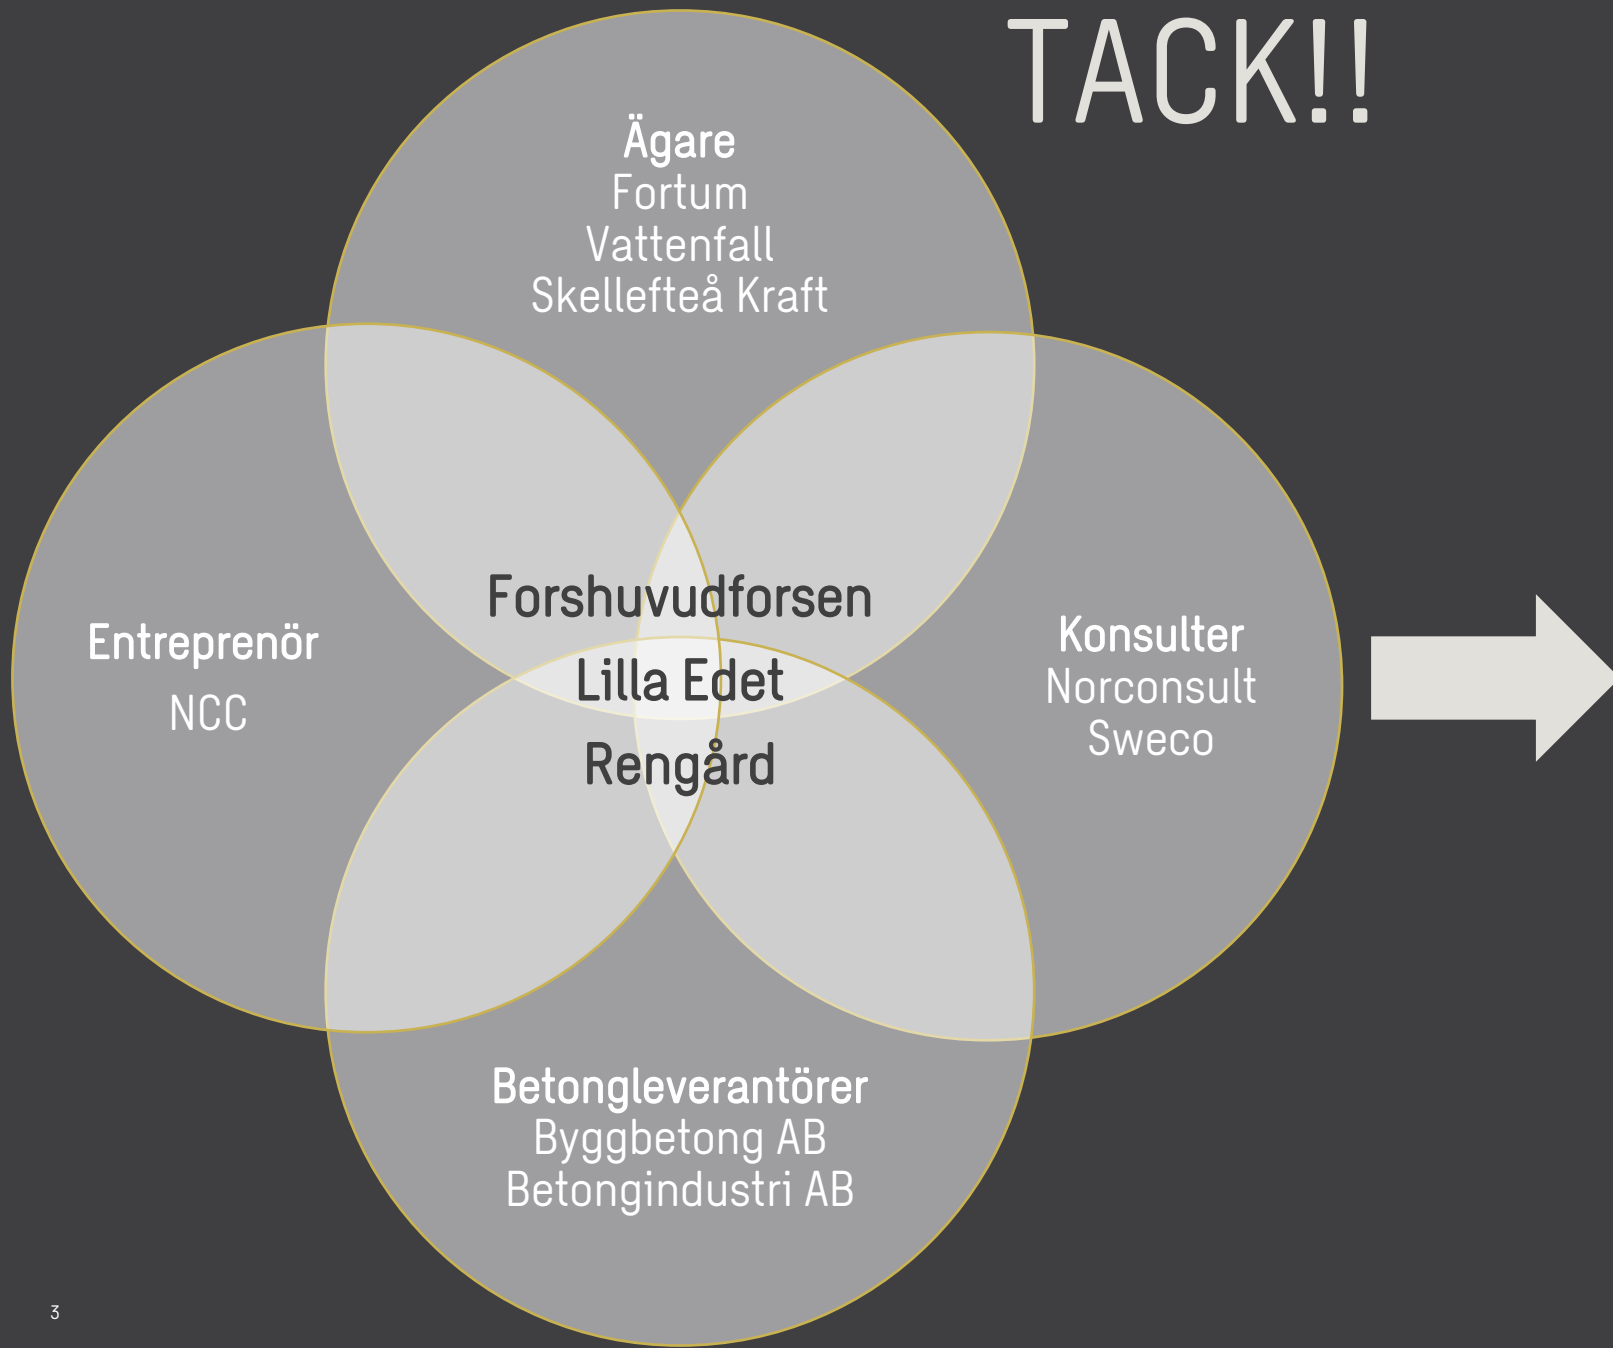 TACK!!
Ägare
Fortum
Vattenfall
Skellefteå Kraft
Forshuvudforsen
Lilla Edet
Rengård
Entreprenör
NCC
Konsulter
Norconsult
Sweco
Betongleverantörer
Byggbetong AB
Betongindustri AB
3